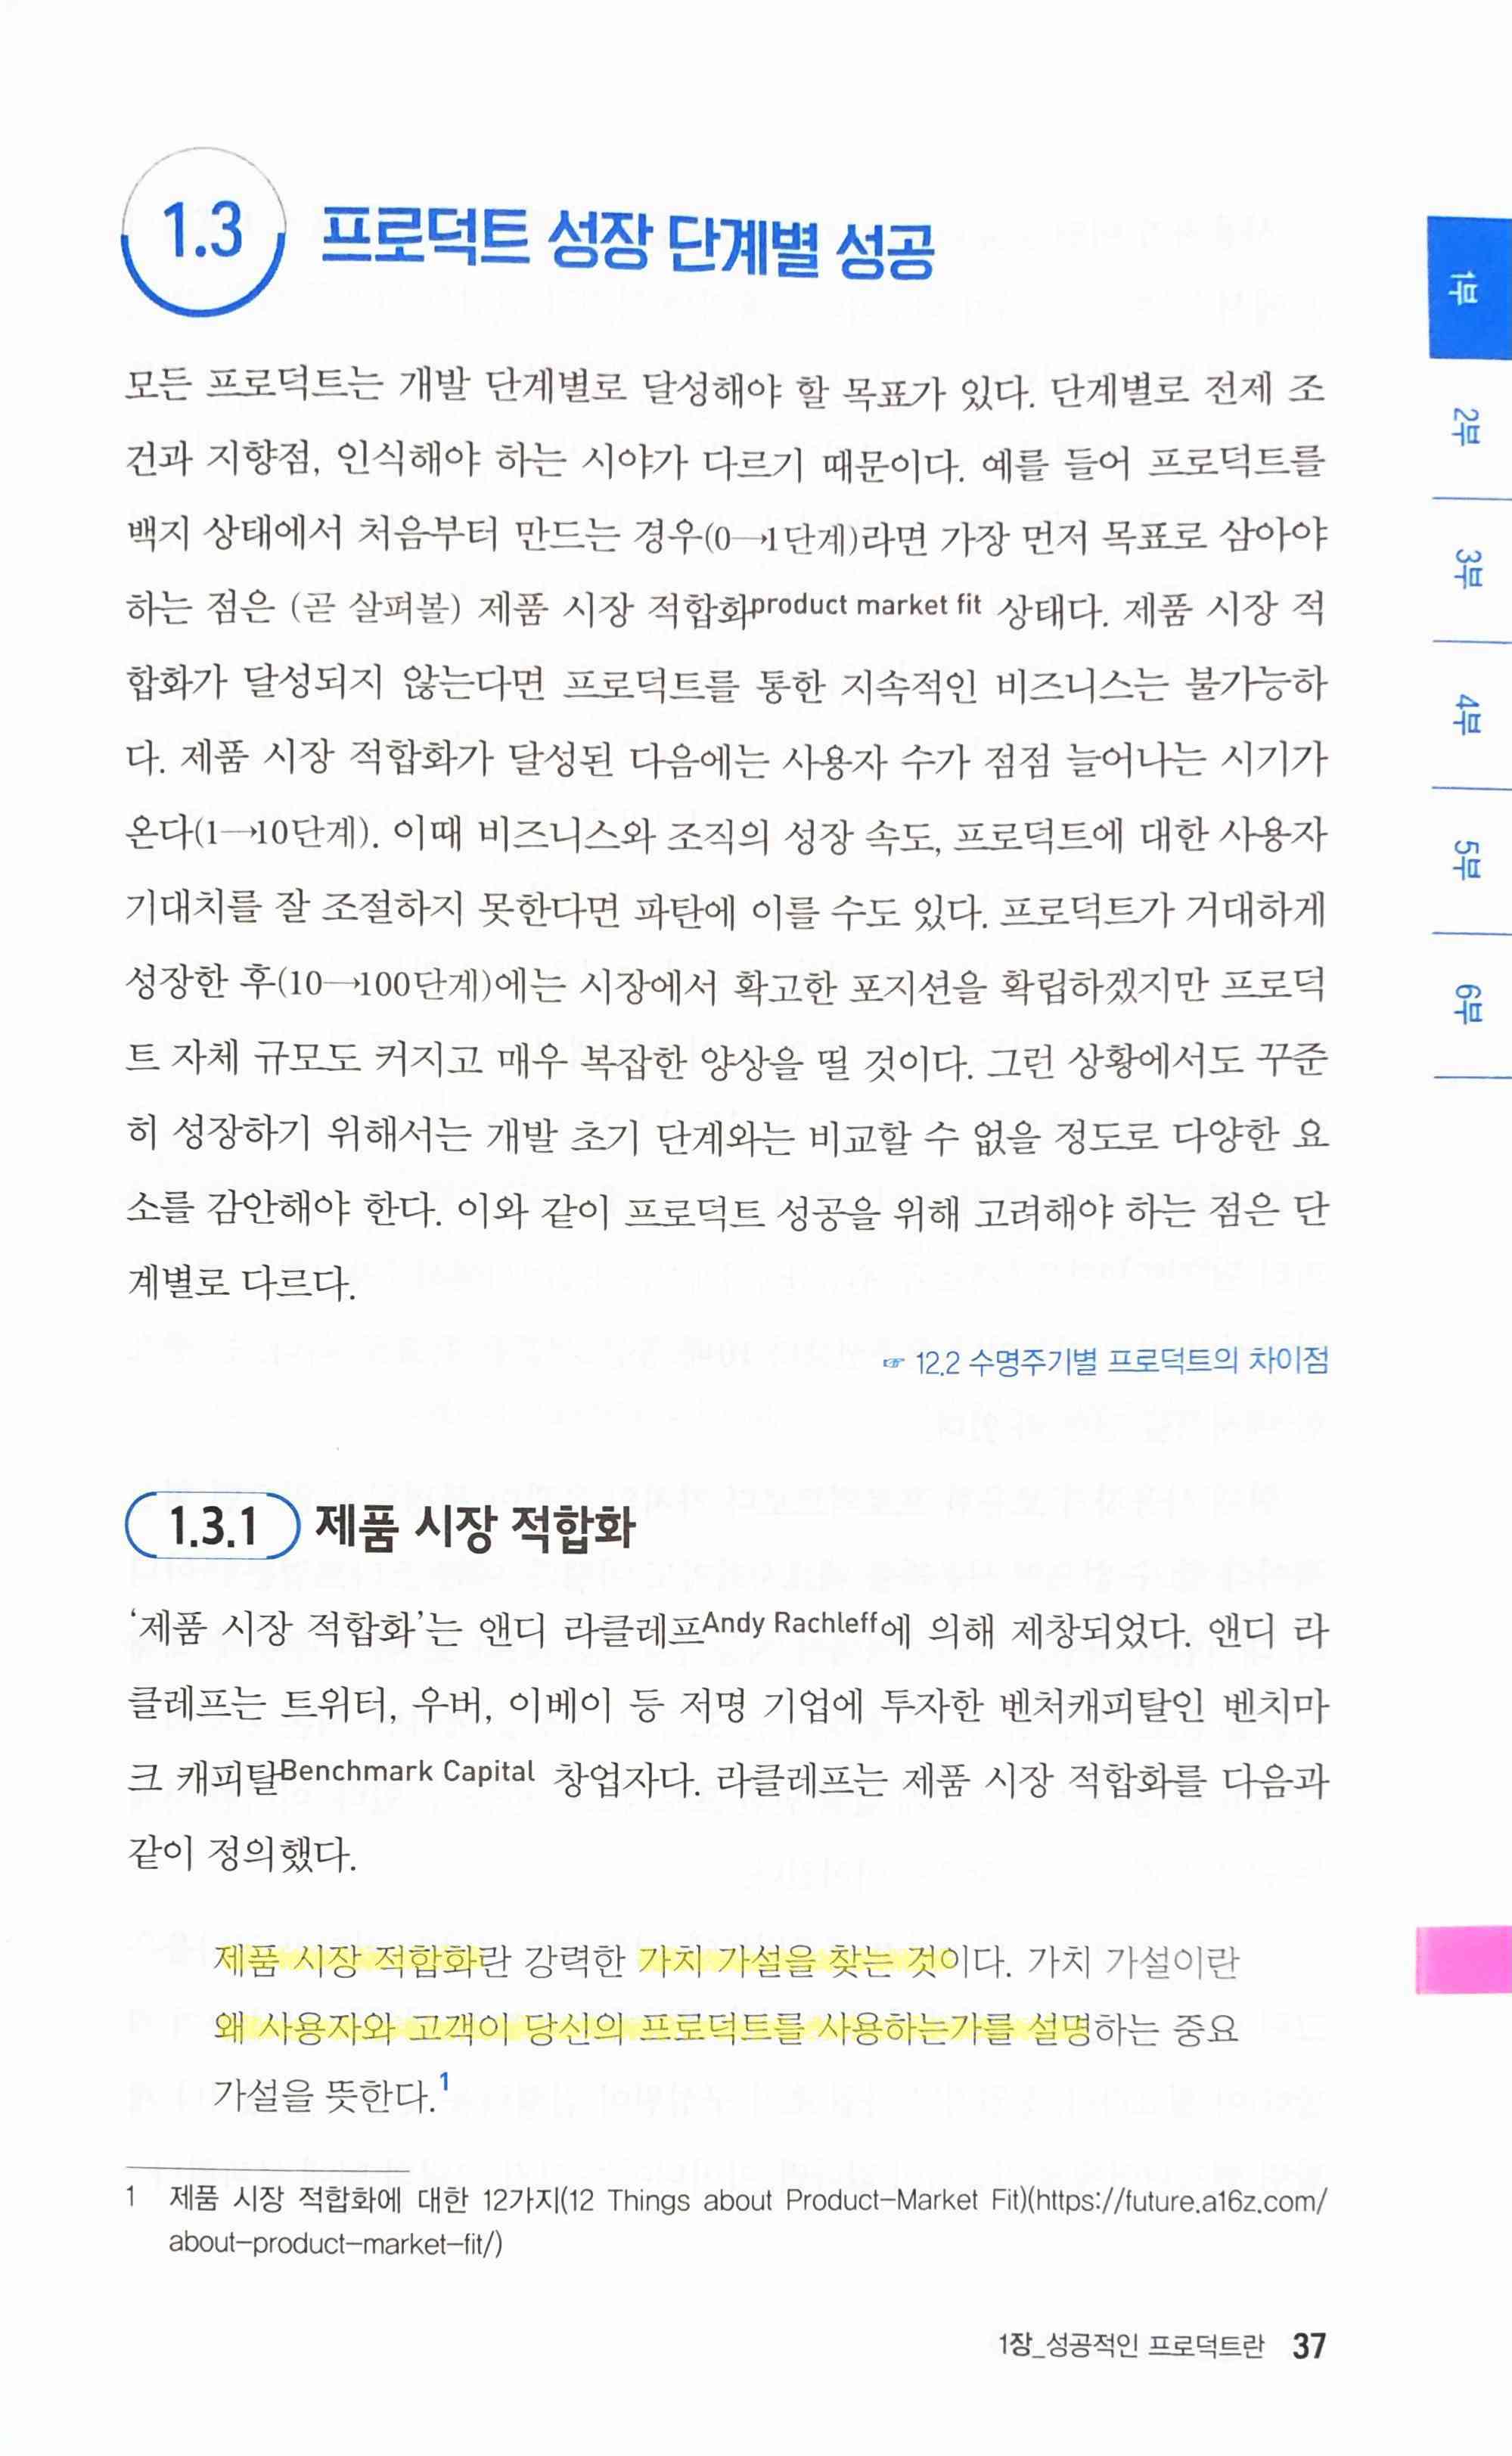 1.3 프로덕트 성장 단계별 성공
모든 프로덕트는 개발 단계별로 달성해야 할 목표가 있다. 단계별로 전제 조
건과 지향점, 인식해야 하는 시야가 다르기 때문이다. 예를 들어 프로덕트를
백지 상태에서 처음부터 만드는 경우(0→1단계)라면 가장 먼저 목표로 삼아야
하는 점은 (곧 살펴볼) 제품 시장 적합화product market fit 상태다. 제품 시장 적
합화가 달성되지 않는다면 프로덕트를 통한 지속적인 비즈니스는 불가능하
다. 제품 시장 적합화가 달성된 다음에는 사용자 수가 점점 늘어나는 시기가
온다(1→10단계). 이때 비즈니스와 조직의 성장 속도, 프로덕트에 대한 사용자
기대치를 잘 조절하지 못한다면 파탄에 이를 수도 있다. 프로덕트가 거대하게
성장한 후(10→100단계)에는 시장에서 확고한 포지션을 확립하겠지만 프로덕
트 자체 규모도 커지고 매우 복잡한 양상을 띨 것이다. 그런 상황에서도 꾸준
히 성장하기 위해서는 개발 초기 단계와는 비교할 수 없을 정도로 다양한 요
소를 감안해야 한다. 이와 같이 프로덕트 성공을 위해 고려해야 하는 점은 단
계별로 다르다.
☞ 12.2 수명주기별 프로덕트의 차이점
1.3.1 제품 시장 적합화
‘제품 시장 적합화’는 앤디 라클레프Andy Rachleff에 의해 제창되었다. 앤디 라
클레프는 트위터, 우버, 이베이 등 저명 기업에 투자한 벤처캐피탈인 벤치마
크 캐피탈Benchmark Capital 창업자다. 라클레프는 제품 시장 적합화를 다음과
같이 정의했다.
제품 시장 적합화란 강력한 가치 가설을 찾는 것이다. 가치 가설이란
왜 사용자와 고객이 당신의 프로덕트를 사용하는가를 설명하는 중요
가설을 뜻한다.1
1 제품 시장 적합화에 대한 12가지(12 Things about Product-Market Fit)(https://future.a16z.com/
about-product-market-fit/)
1장_성공적인 프로덕트란 37
1부
2부
3부
4부
5부
6부